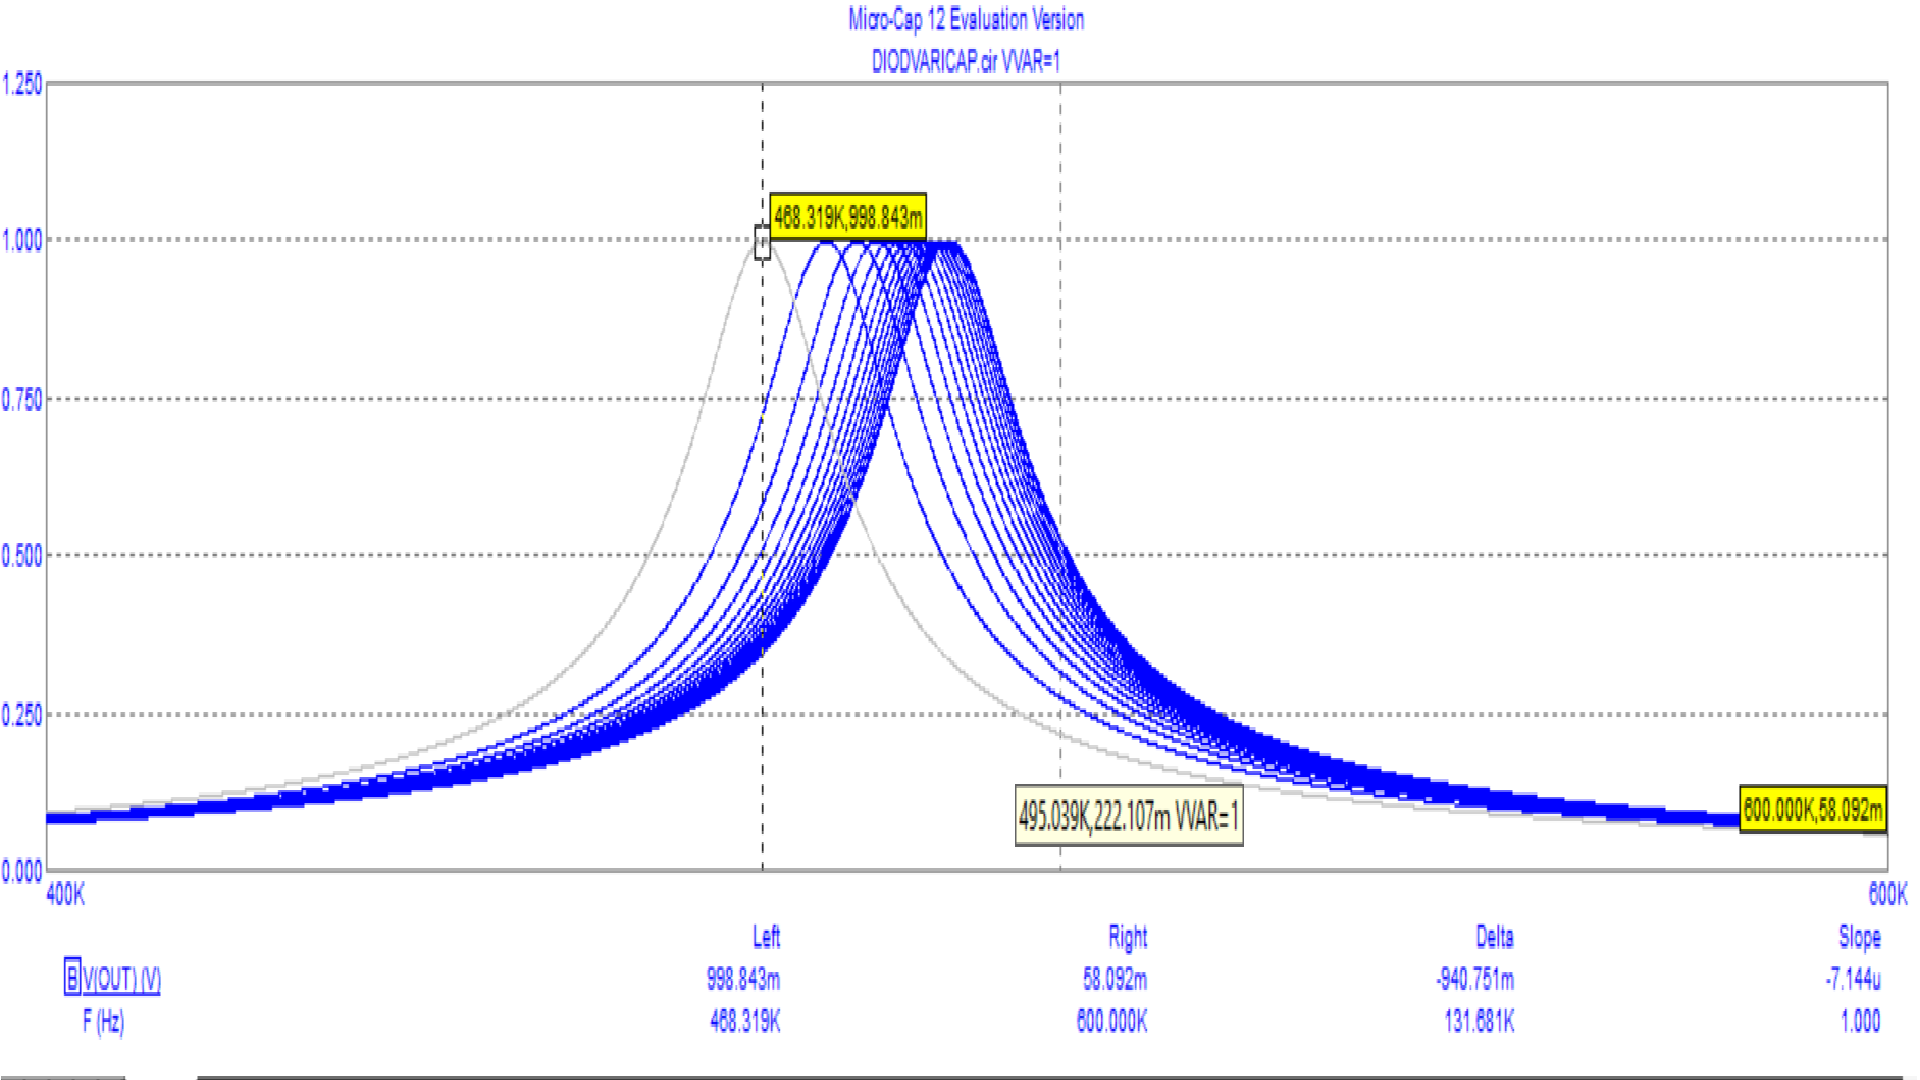 Micro-Cap 12 Evaluation Version
DIODVARICAP.cir VVAR=1
1.250
468.319K,998.843m
1.000
0.750
0.500
0.250
495.039K,222.107m VVAR=1
600.000K,58.092m
0.000
400K 600K
Left Right Delta Slope
B V(OUT) (V) 998.843m 58.092m -940.751m -7.144u
F (Hz) 468.319K 600.000K 131.681K 1.000